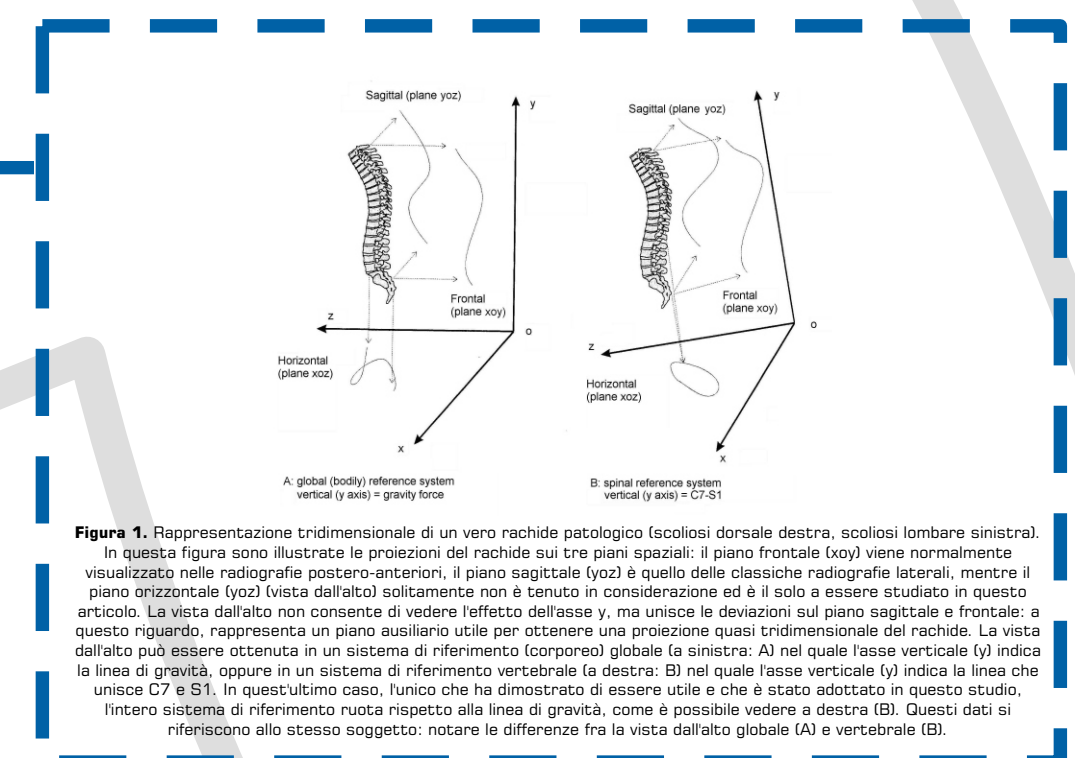 Sagittal (plane yoz)
y
Frontal
(plane xoy)
z
o
Horizontal
(plane xoz)
x
A: global (bodily) reference system
vertical (y axis) = gravity force
Sagittal (plane yoz)
y
Frontal
(plane xoy)
o
z
Horizontal
(plane xoz)
x
B: spinal reference system
vertical (y axis) = C7-S1
Figura 1. Rappresentazione tridimensionale di un vero rachide patologico (scoliosi dorsale destra, scoliosi lombare sinistra).
In questa figura sono illustrate le proiezioni del rachide sui tre piani spaziali: il piano frontale (xoy) viene normalmente
visualizzato nelle radiografie postero-anteriori, il piano sagittale (yoz) è quello delle classiche radiografie laterali, mentre il
piano orizzontale (yoz) (vista dall'alto) solitamente non è tenuto in considerazione ed è il solo a essere studiato in questo
articolo. La vista dall'alto non consente di vedere l'effetto dell'asse y, ma unisce le deviazioni sul piano sagittale e frontale: a
questo riguardo, rappresenta un piano ausiliario utile per ottenere una proiezione quasi tridimensionale del rachide. La vista
dall'alto può essere ottenuta in un sistema di riferimento (corporeo) globale (a sinistra: A) nel quale l'asse verticale (y) indica
la linea di gravità, oppure in un sistema di riferimento vertebrale (a destra: B) nel quale l'asse verticale (y) indica la linea che
unisce C7 e S1. In quest'ultimo caso, l'unico che ha dimostrato di essere utile e che è stato adottato in questo studio,
l'intero sistema di riferimento ruota rispetto alla linea di gravità, come è possibile vedere a destra (B). Questi dati si
riferiscono allo stesso soggetto: notare le differenze fra la vista dall'alto globale (A) e vertebrale (B).